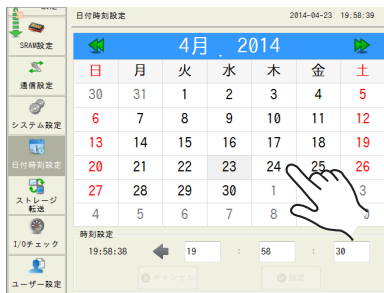 日付時刻設定 2014-04-23 19:58:39
SRAM設定
通信設定
システム設定
日付時刻設定
ストレージ
転送
I/Oチェック
ユーザー設定
4月 , 2014
日 月 火 水 木 金 土
30 31 1 2 3 4 5
6 7 8 9 10 11 12
13 14 15 16 17 18 19
20 21 22 23 24 25 26
27 28 29 30 1 3
4 5 6 7 8
時刻設定
19:58:38 19 : 58 : 30
キャンセル 設定